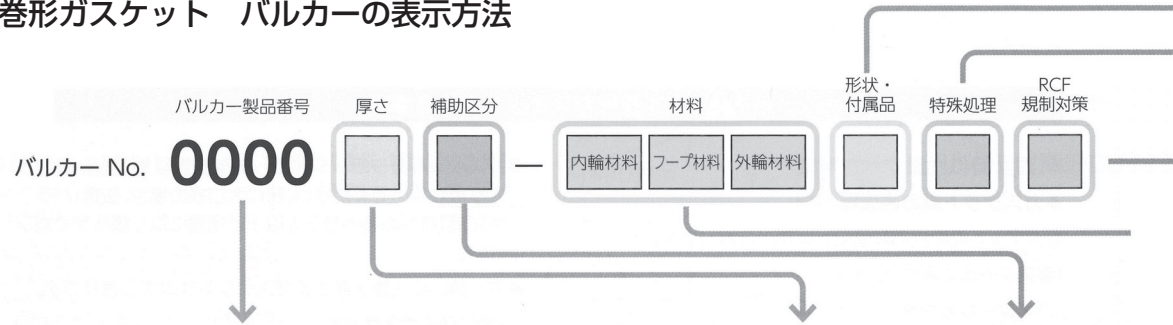 巻形ガスケット　バルカーの表示方法
バルカー製品番号 厚さ 補助区分 材料 形状・付属品 特殊処理 RCF規制対策
バルカー No. 0000 — 内輪材料 フープ材料 外輪材料